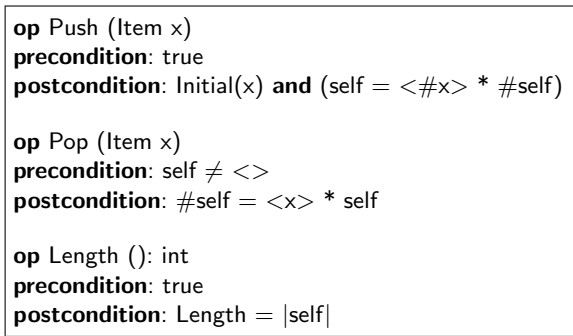 op Push (Item x)
precondition: true
postcondition: Initial(x) and (self = <#x> * #self)
op Pop (Item x)
precondition: self ≠ <>
postcondition: #self = <x> * self
op Length (): int
precondition: true
postcondition: Length = |self|